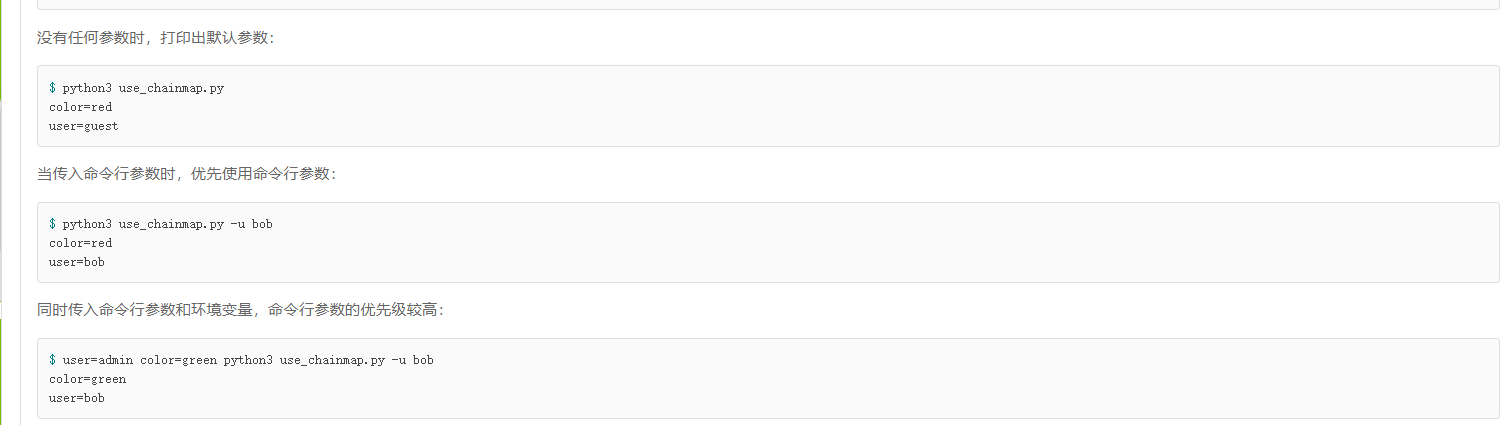 没有任何参数时，打印出默认参数：
$ python3 use_chainmap.py
color=red
user=guest
当传入命令行参数时，优先使用命令行参数：
$ python3 use_chainmap.py -u bob
color=red
user=bob
同时传入命令行参数和环境变量，命令行参数的优先级较高：
$ user=admin color=green python3 use_chainmap.py -u bob
color=green
user=bob